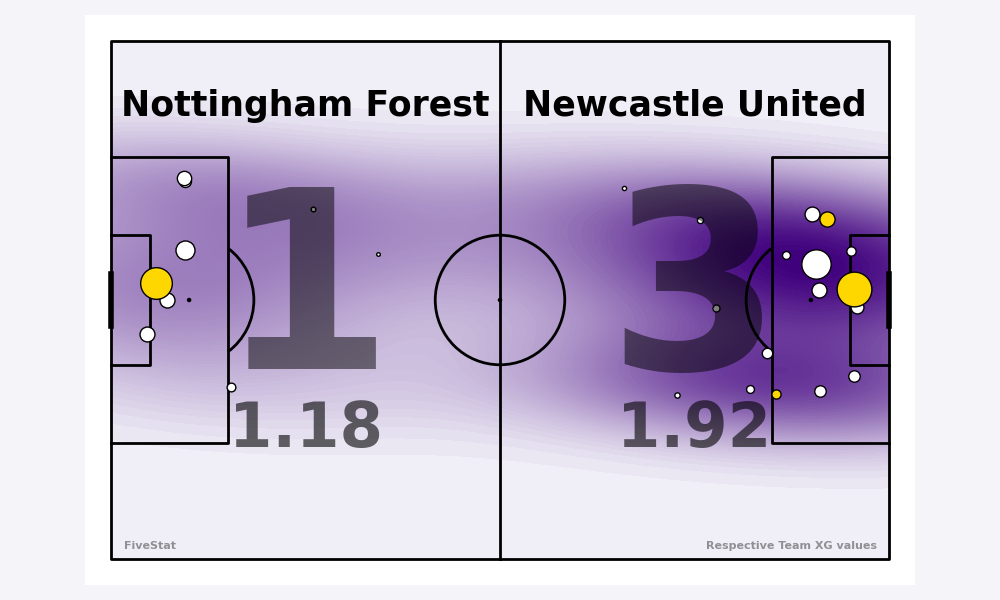 Nottingham Forest
Newcastle United
1
3
1.18
1.92
FiveStat
Respective Team XG values